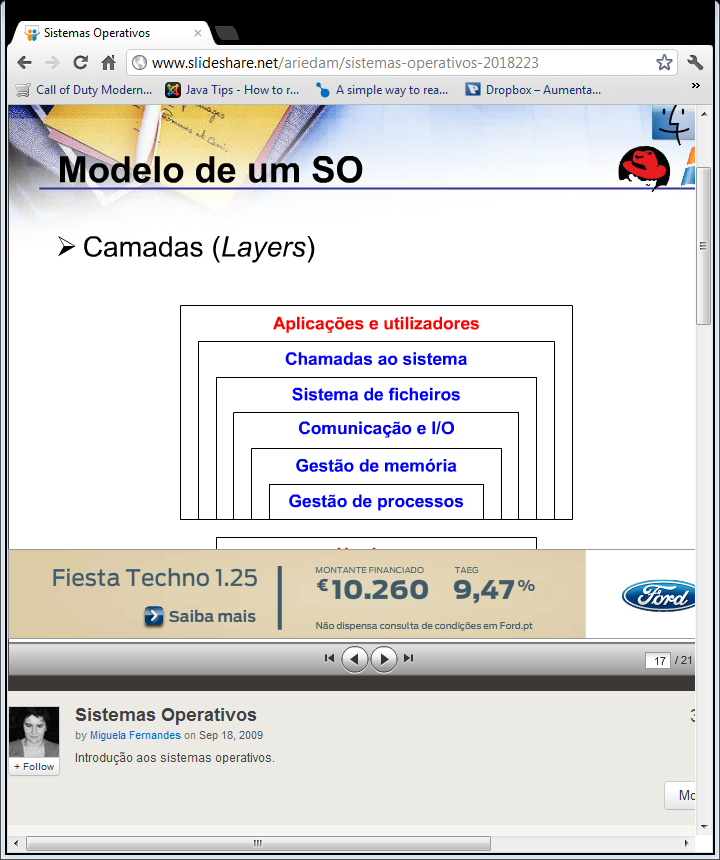 Sistemas Operativos
www.slideshare.net/ariedam/sistemas-operativos-2018223
Call of Duty Modern...
Java Tips - How to r...
A simple way to rea...
Dropbox – Aumenta...
»
Modelo de um SO
Camadas (Layers)
Aplicações e utilizadores
Chamadas ao sistema
Sistema de ficheiros
Comunicação e I/O
Gestão de memória
Gestão de processos
Fiesta Techno 1.25
Saiba mais
MONTANTE FINANCIADO
€10.260
TAEG
9,47%
Não dispensa consulta de condições em Ford.pt
Ford
17 / 21
Sistemas Operativos
by Miguela Fernandes on Sep 18, 2009
Introdução aos sistemas operativos.
+ Follow